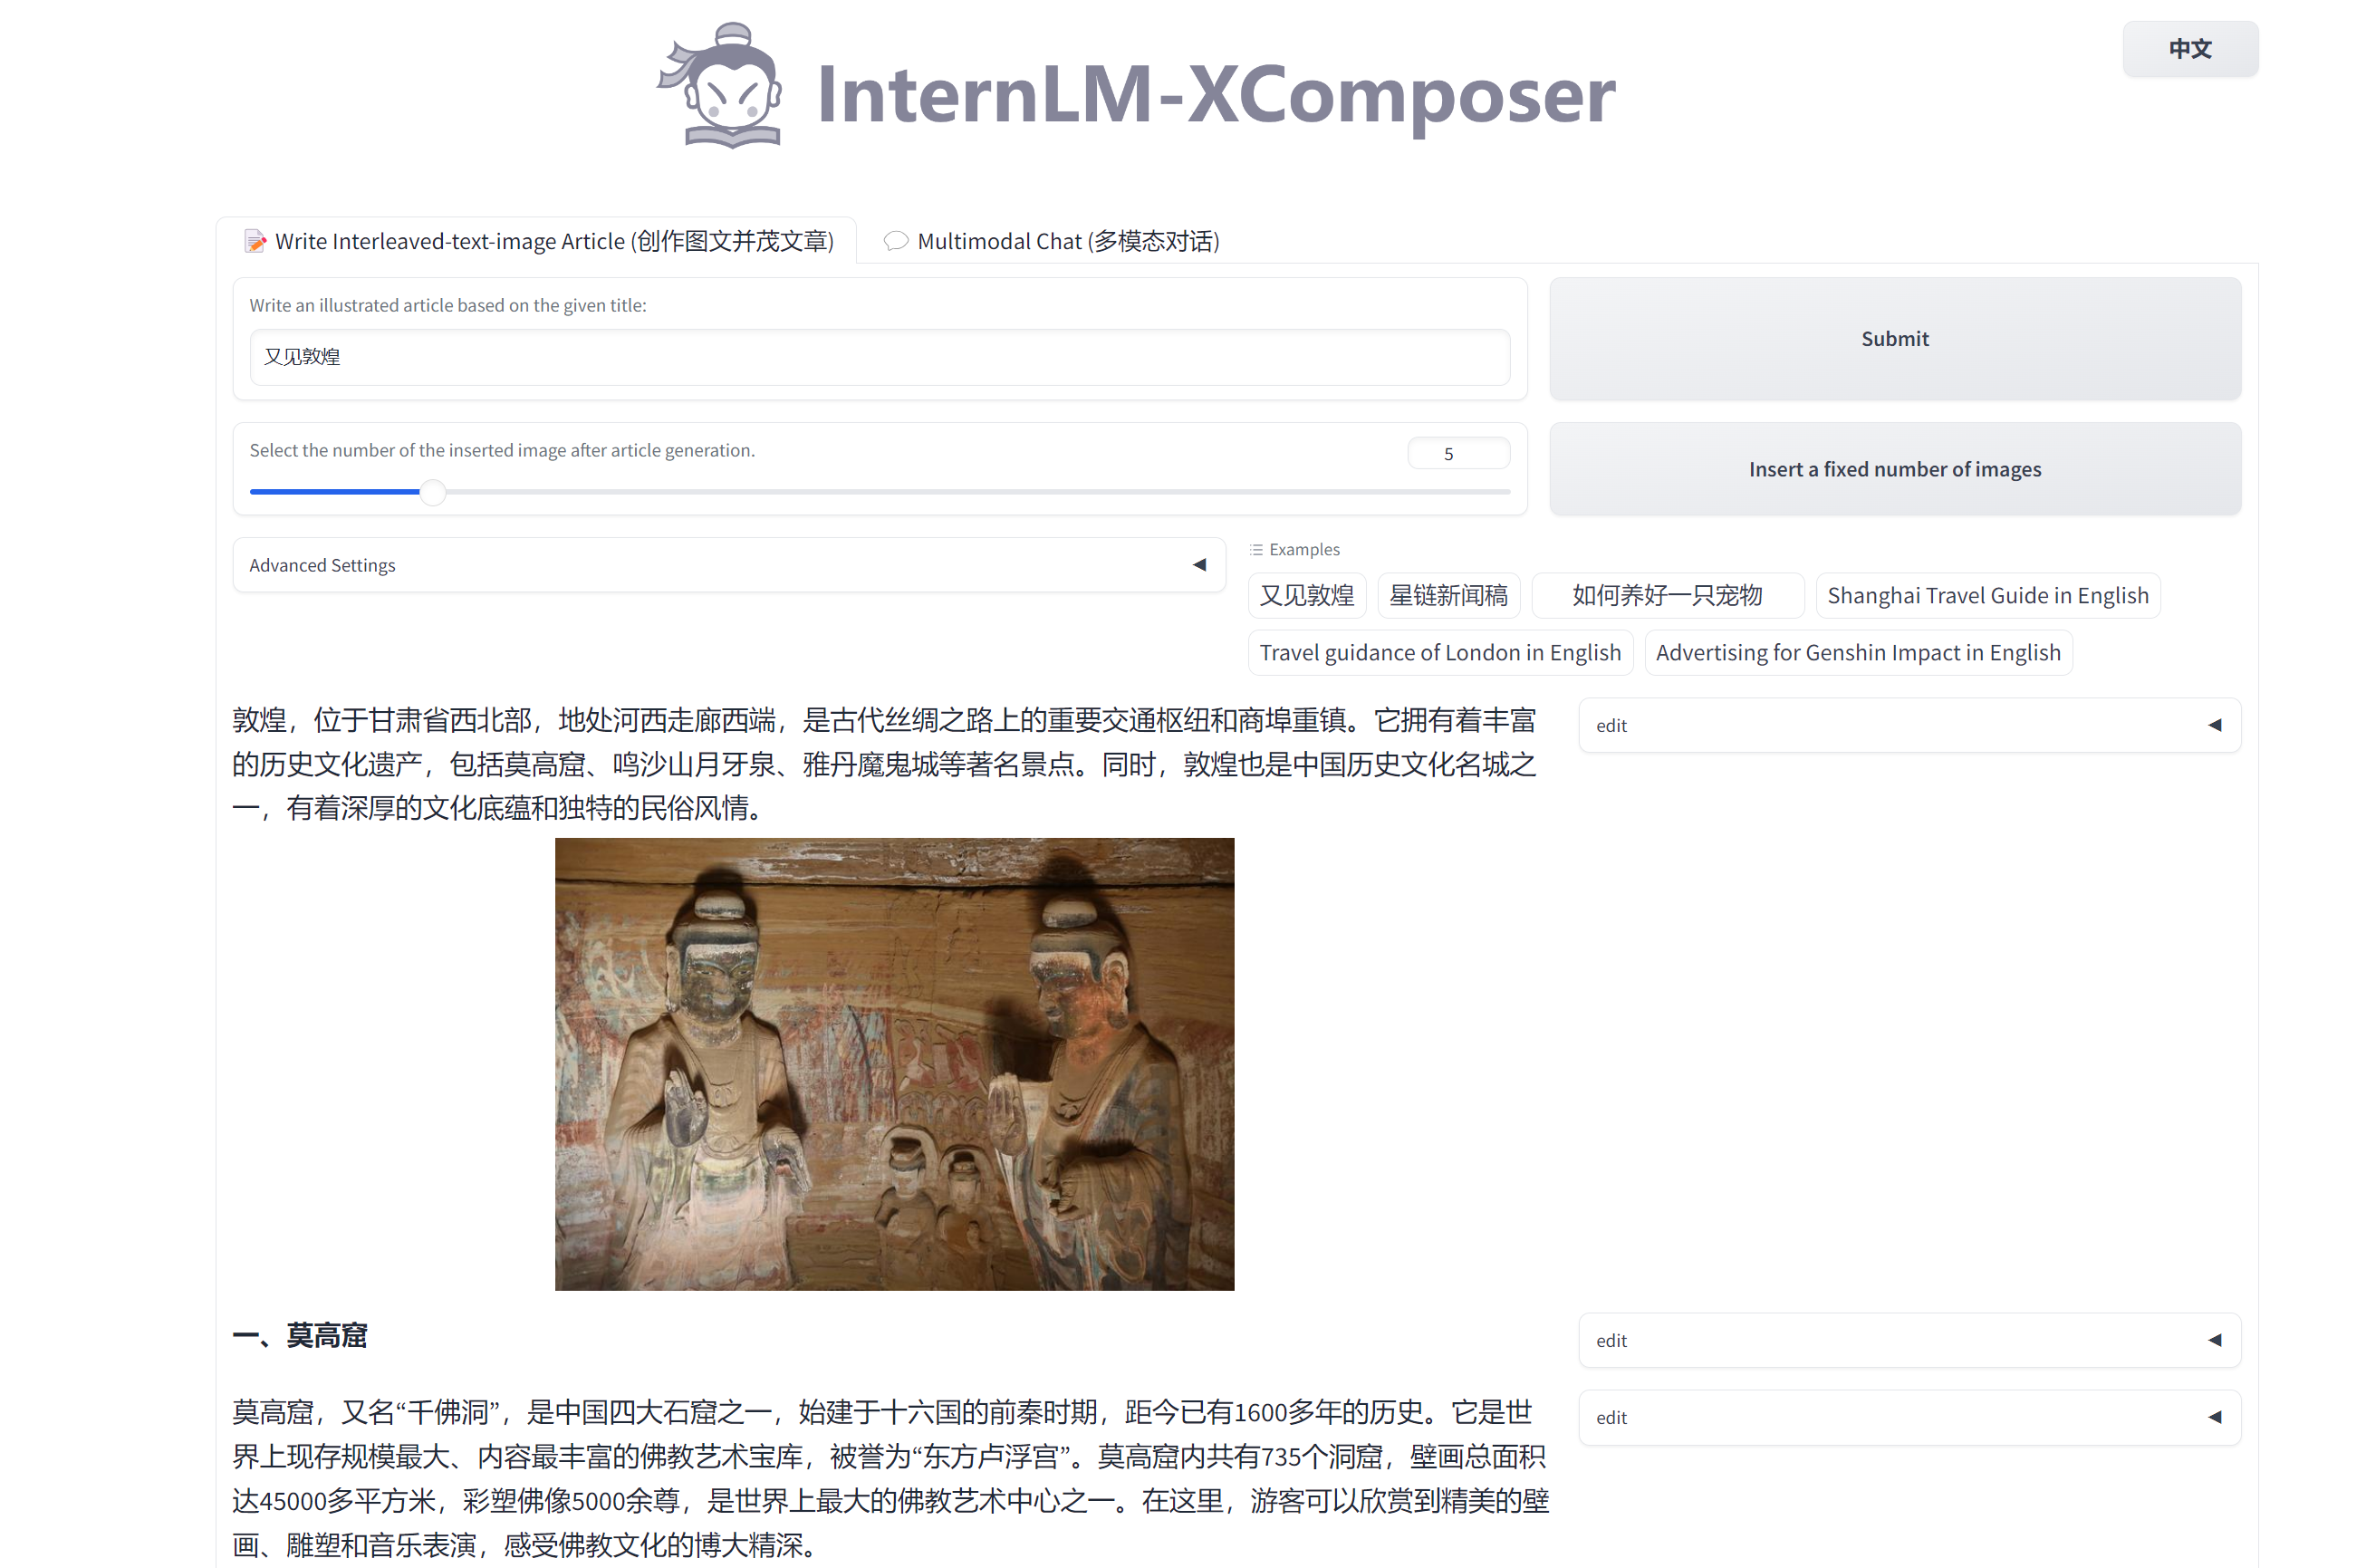 InternLM-XComposer
中文
Write Interleaved-text-image Article (创作图文并茂文章)
Multimodal Chat (多模态对话)
Write an illustrated article based on the given title:
又见敦煌
Submit
Select the number of the inserted image after article generation.
5
Insert a fixed number of images
Advanced Settings
Examples
又见敦煌
星链新闻稿
如何养好一只宠物
Shanghai Travel Guide in English
Travel guidance of London in English
Advertising for Genshin Impact in English
敦煌，位于甘肃省西北部，地处河西走廊西端，是古代丝绸之路上的重要交通枢纽和商埠重镇。它拥有着丰富
的历史文化遗产，包括莫高窟、鸣沙山月牙泉、雅丹魔鬼城等著名景点。同时，敦煌也是中国历史文化名城之
一，有着深厚的文化底蕴和独特的民俗风情。
edit
一、莫高窟
edit
莫高窟，又名“千佛洞”，是中国四大石窟之一，始建于十六国的前秦时期，距今已有1600多年的历史。它是世
界上现存规模最大、内容最丰富的佛教艺术宝库，被誉为“东方卢浮宫”。莫高窟内共有735个洞窟，壁画总面积
达45000多平方米，彩塑佛像5000余尊，是世界上最大的佛教艺术中心之一。在这里，游客可以欣赏到精美的壁
画、雕塑和音乐表演，感受佛教文化的博大精深。
edit